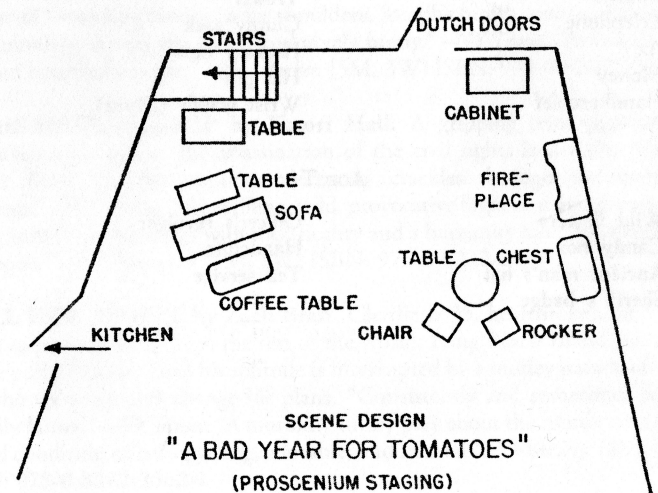 DUTCH DOORS
STAIRS
TABLE
CABINET
TABLE
SOFA
FIRE-
PLACE
TABLE
CHEST
COFFEE TABLE
KITCHEN
CHAIR
ROCKER
SCENE DESIGN
"A BAD YEAR FOR TOMATOES"
(PROSCENIUM STAGING)